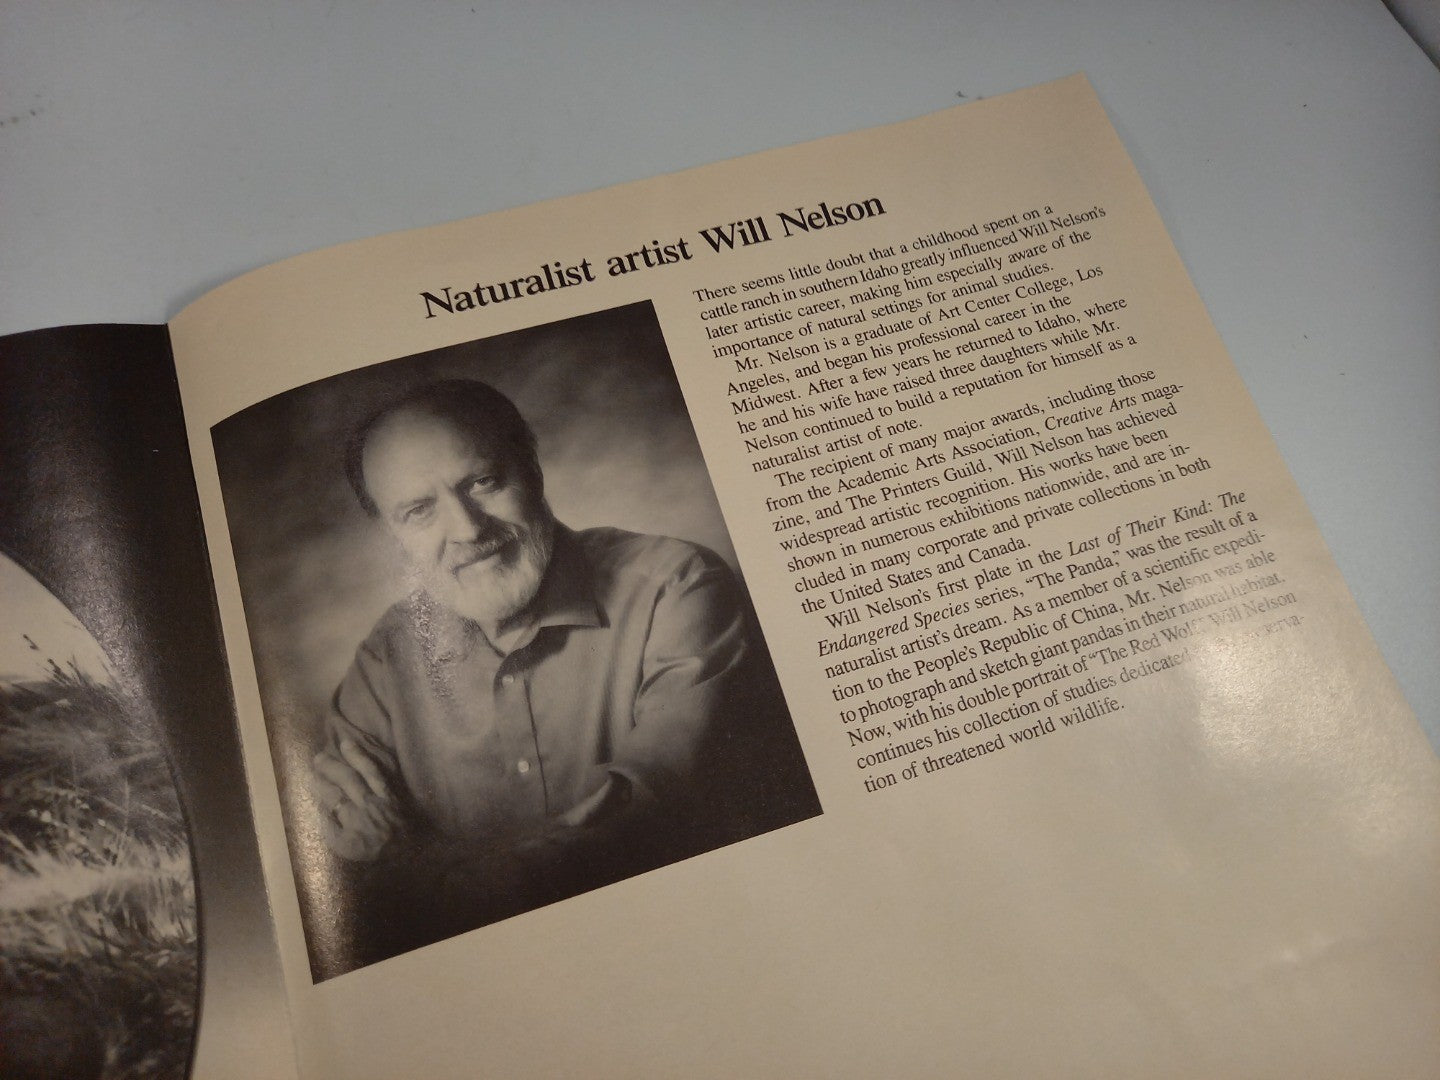 Naturalist artist Will Nelson
There seems little doubt that a childhood spent on a
cattle ranch in southern Idaho greatly influenced Will Nelson's
later artistic career, making him especially aware of the
importance of natural settings for animal studies.
Mr. Nelson is a graduate of Art Center College, Los
Angeles, and began his professional career in the
Midwest. After a few years he returned to Idaho, where
he and his wife have raised three daughters while Mr.
Nelson continued to build a reputation for himself as a
naturalist artist of note.
The recipient of many major awards, including those
from the Academic Arts Association, Creative Arts maga-
zine, and The Printers Guild, Will Nelson has achieved
widespread artistic recognition. His works have been
shown in numerous exhibitions nationwide, and are in-
cluded in many corporate and private collections in both
the United States and Canada.
Will Nelson's first plate in the Last of Their Kind: The
Endangered Species series, "The Panda," was the result of a
naturalist artist's dream. As a member of a scientific expedi-
tion to the People's Republic of China, Mr. Nelson was able
to photograph and sketch giant pandas in their natural habitat.
Now, with his double portrait of "The Red Wolf," Will Nelson
continues his collection of studies dedicated
tion of threatened world wildlife.